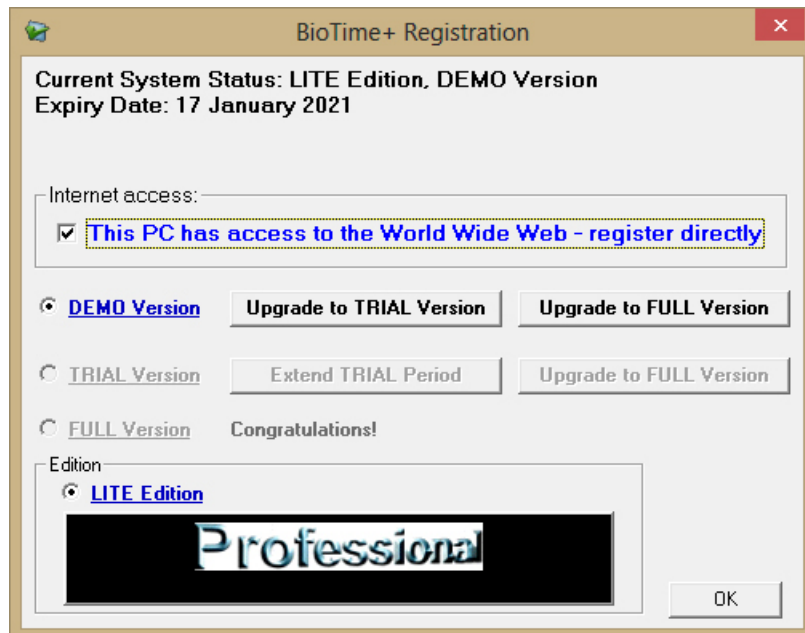 BioTime+ Registration
Current System Status: LITE Edition, DEMO Version
Expiry Date: 17 January 2021
Internet access:
This PC has access to the World Wide Web - register directly
DEMO Version Upgrade to TRIAL Version Upgrade to FULL Version
TRIAL Version Extend TRIAL Period Upgrade to FULL Version
FULL Version Congratulations!
Edition
LITE Edition
Professional
OK